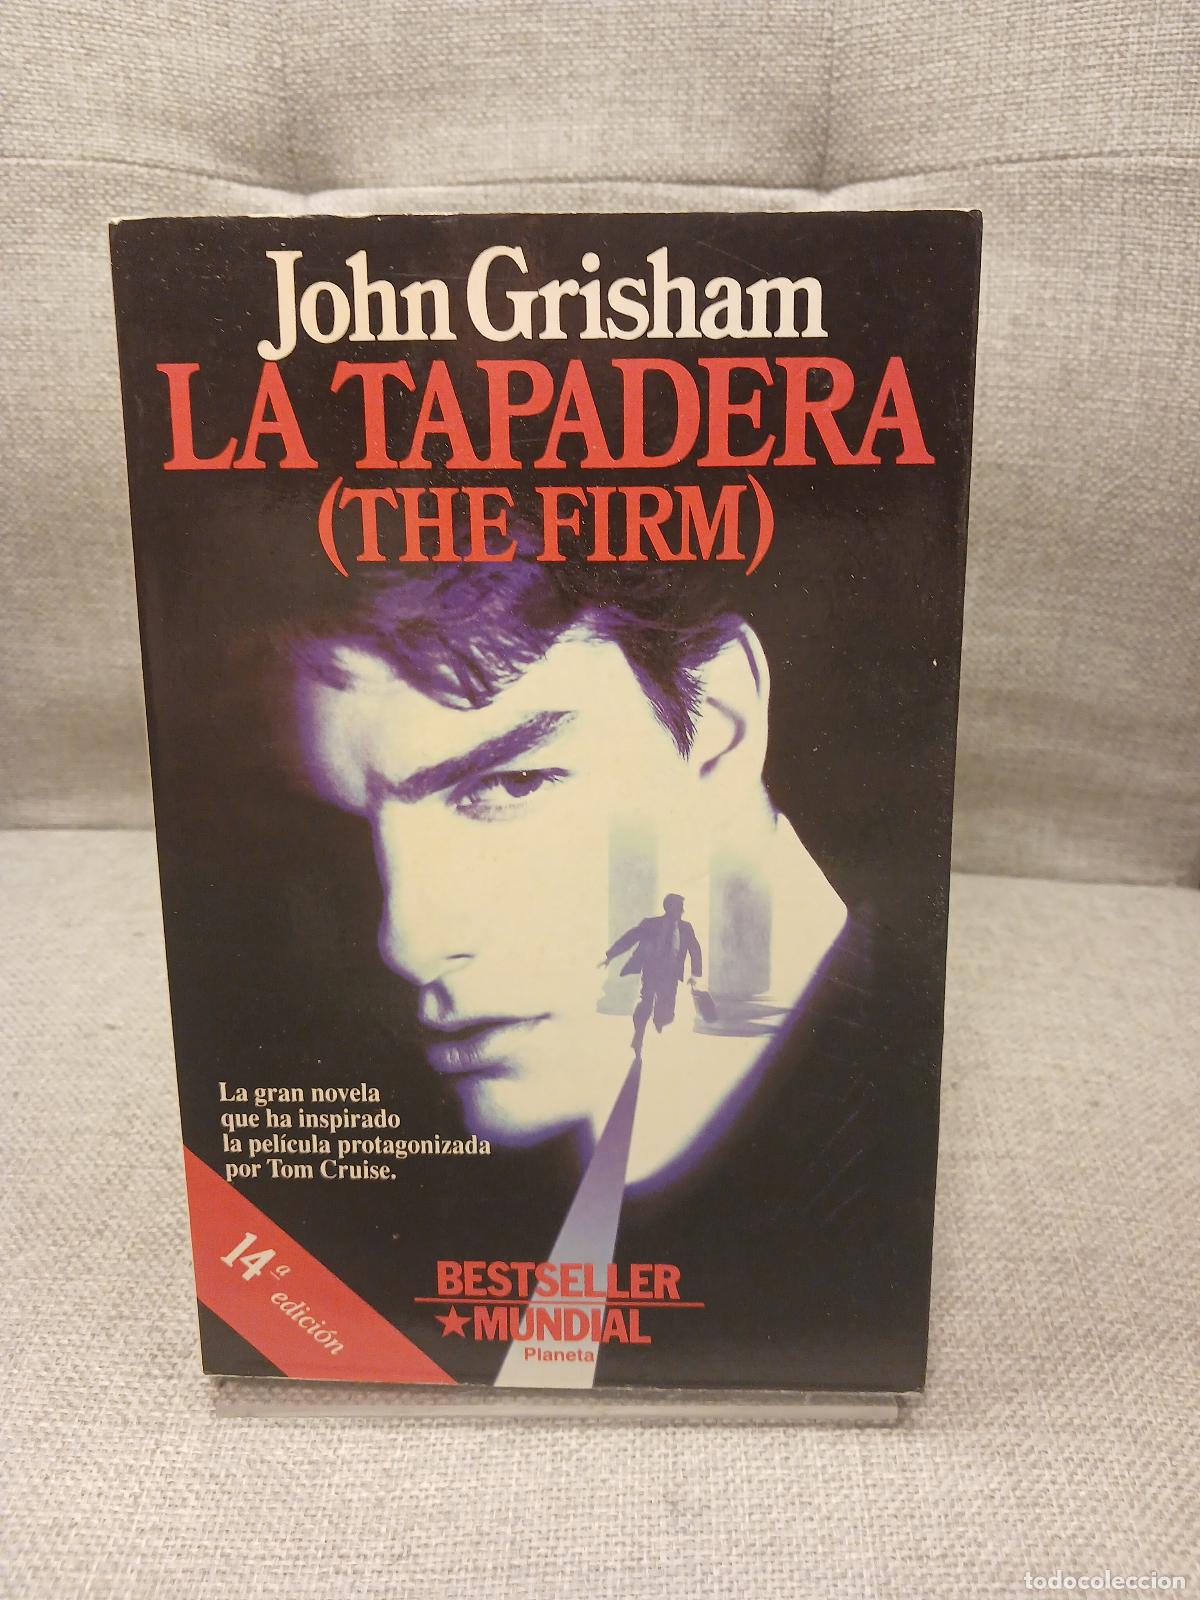 John Grisham
LA TAPADERA
(THE FIRM)
La gran novela
que ha inspirado
la película protagonizada
por Tom Cruise.
14ª edición
BESTSELLER
★MUNDIAL
Planeta
todocoleccion